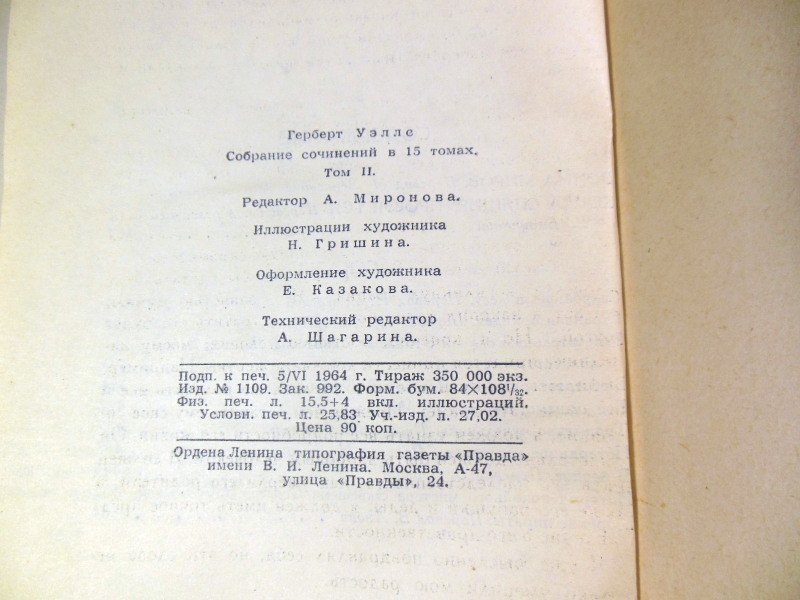 Герберт Уэллс
Собрание сочинений в 15 томах.
Том II.
Редактор А. Миронова.
Иллюстрации художника
Н. Гришина.
Оформление художника
Е. Казакова.
Технический редактор
А. Шагарина.
Подп. к печ. 5/VI 1964 г. Тираж 350 000 экз.
Изд. № 1109. Зак. 992. Форм. бум. 84×108 1/32.
Физ. печ. л. 15,5+4 вкл. иллюстраций.
Условн. печ. л. 25,83 Уч.-изд. л. 27,02.
Цена 90 коп.
Ордена Ленина типография газеты «Правда»
имени В. И. Ленина. Москва, А-47,
улица «Правды», 24.